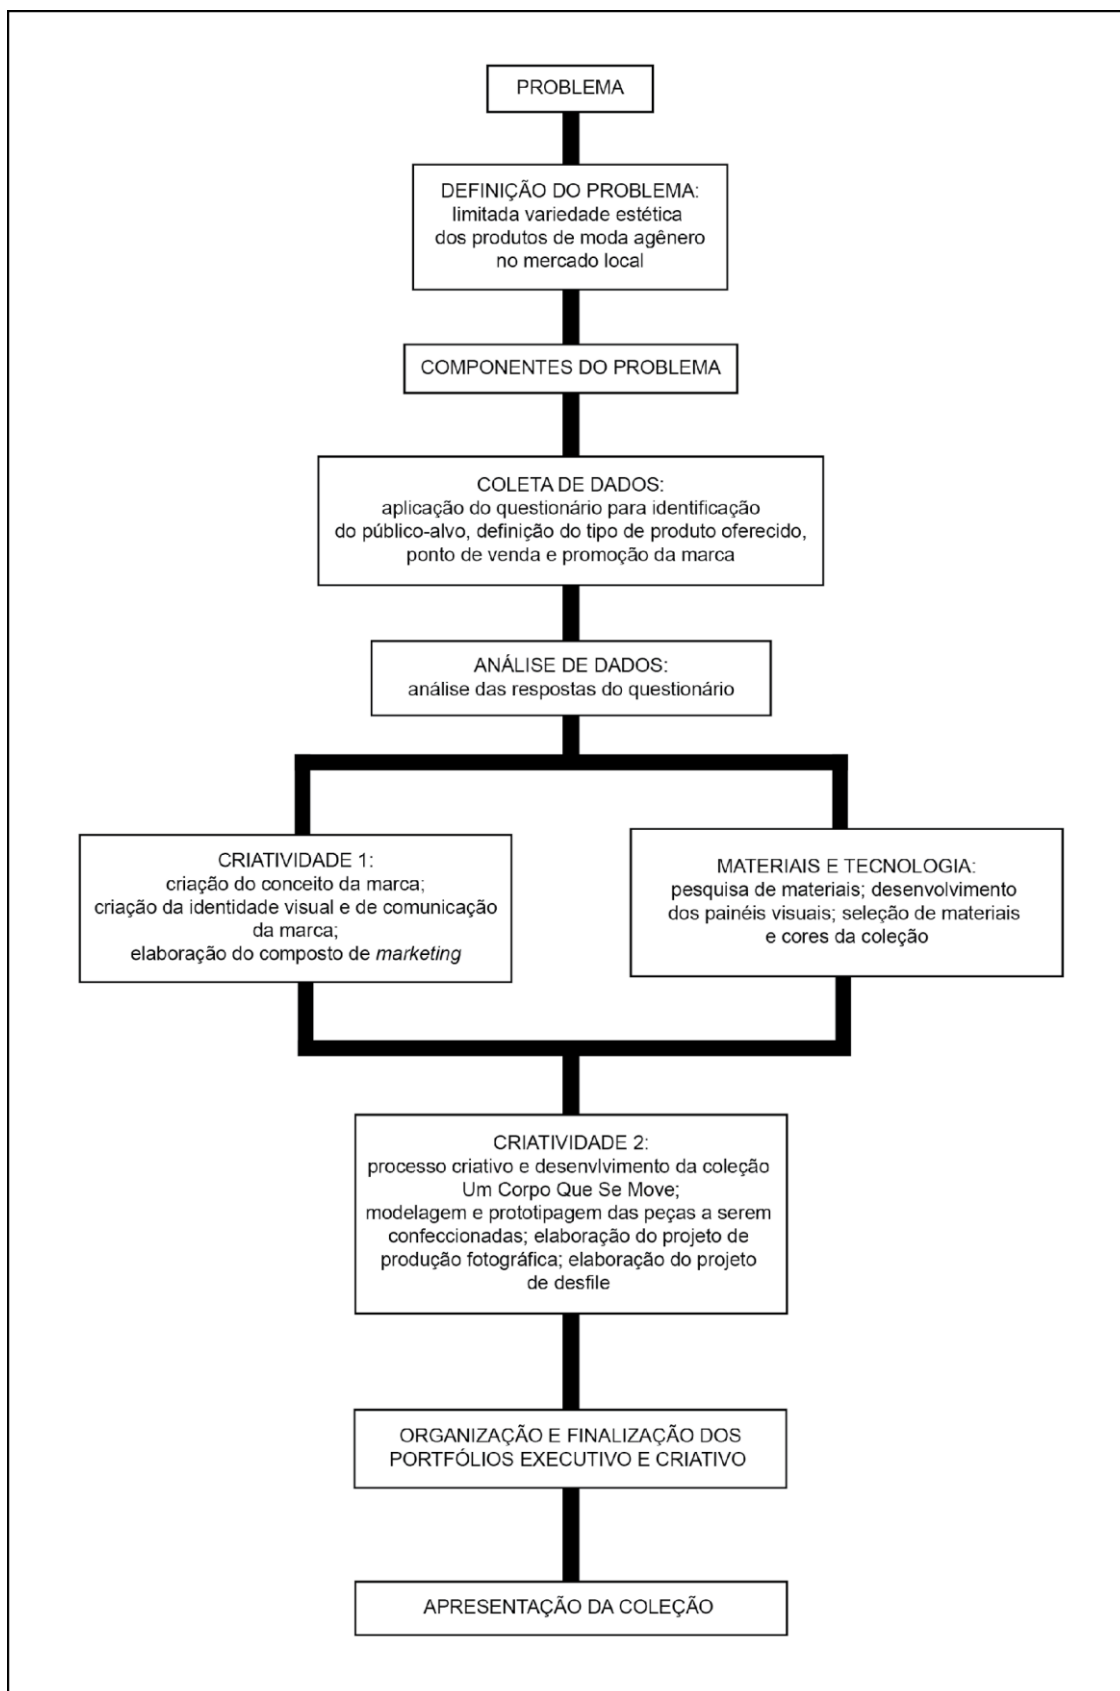 PROBLEMA
DEFINIÇÃO DO PROBLEMA:
limitada variedade estética
dos produtos de moda agênero
no mercado local
COMPONENTES DO PROBLEMA
COLETA DE DADOS:
aplicação do questionário para identificação
do público-alvo, definição do tipo de produto oferecido,
ponto de venda e promoção da marca
ANÁLISE DE DADOS:
análise das respostas do questionário
CRIATIVIDADE 1:
criação do conceito da marca;
criação da identidade visual e de comunicação
da marca;
elaboração do composto de marketing
MATERIAIS E TECNOLOGIA:
pesquisa de materiais; desenvolvimento
dos painéis visuais; seleção de materiais
e cores da coleção
CRIATIVIDADE 2:
processo criativo e desenvlvimento da coleção
Um Corpo Que Se Move;
modelagem e prototipagem das peças a serem
confeccionadas; elaboração do projeto de
produção fotográfica; elaboração do projeto
de desfile
ORGANIZAÇÃO E FINALIZAÇÃO DOS
PORTFÓLIOS EXECUTIVO E CRIATIVO
APRESENTAÇÃO DA COLEÇÃO